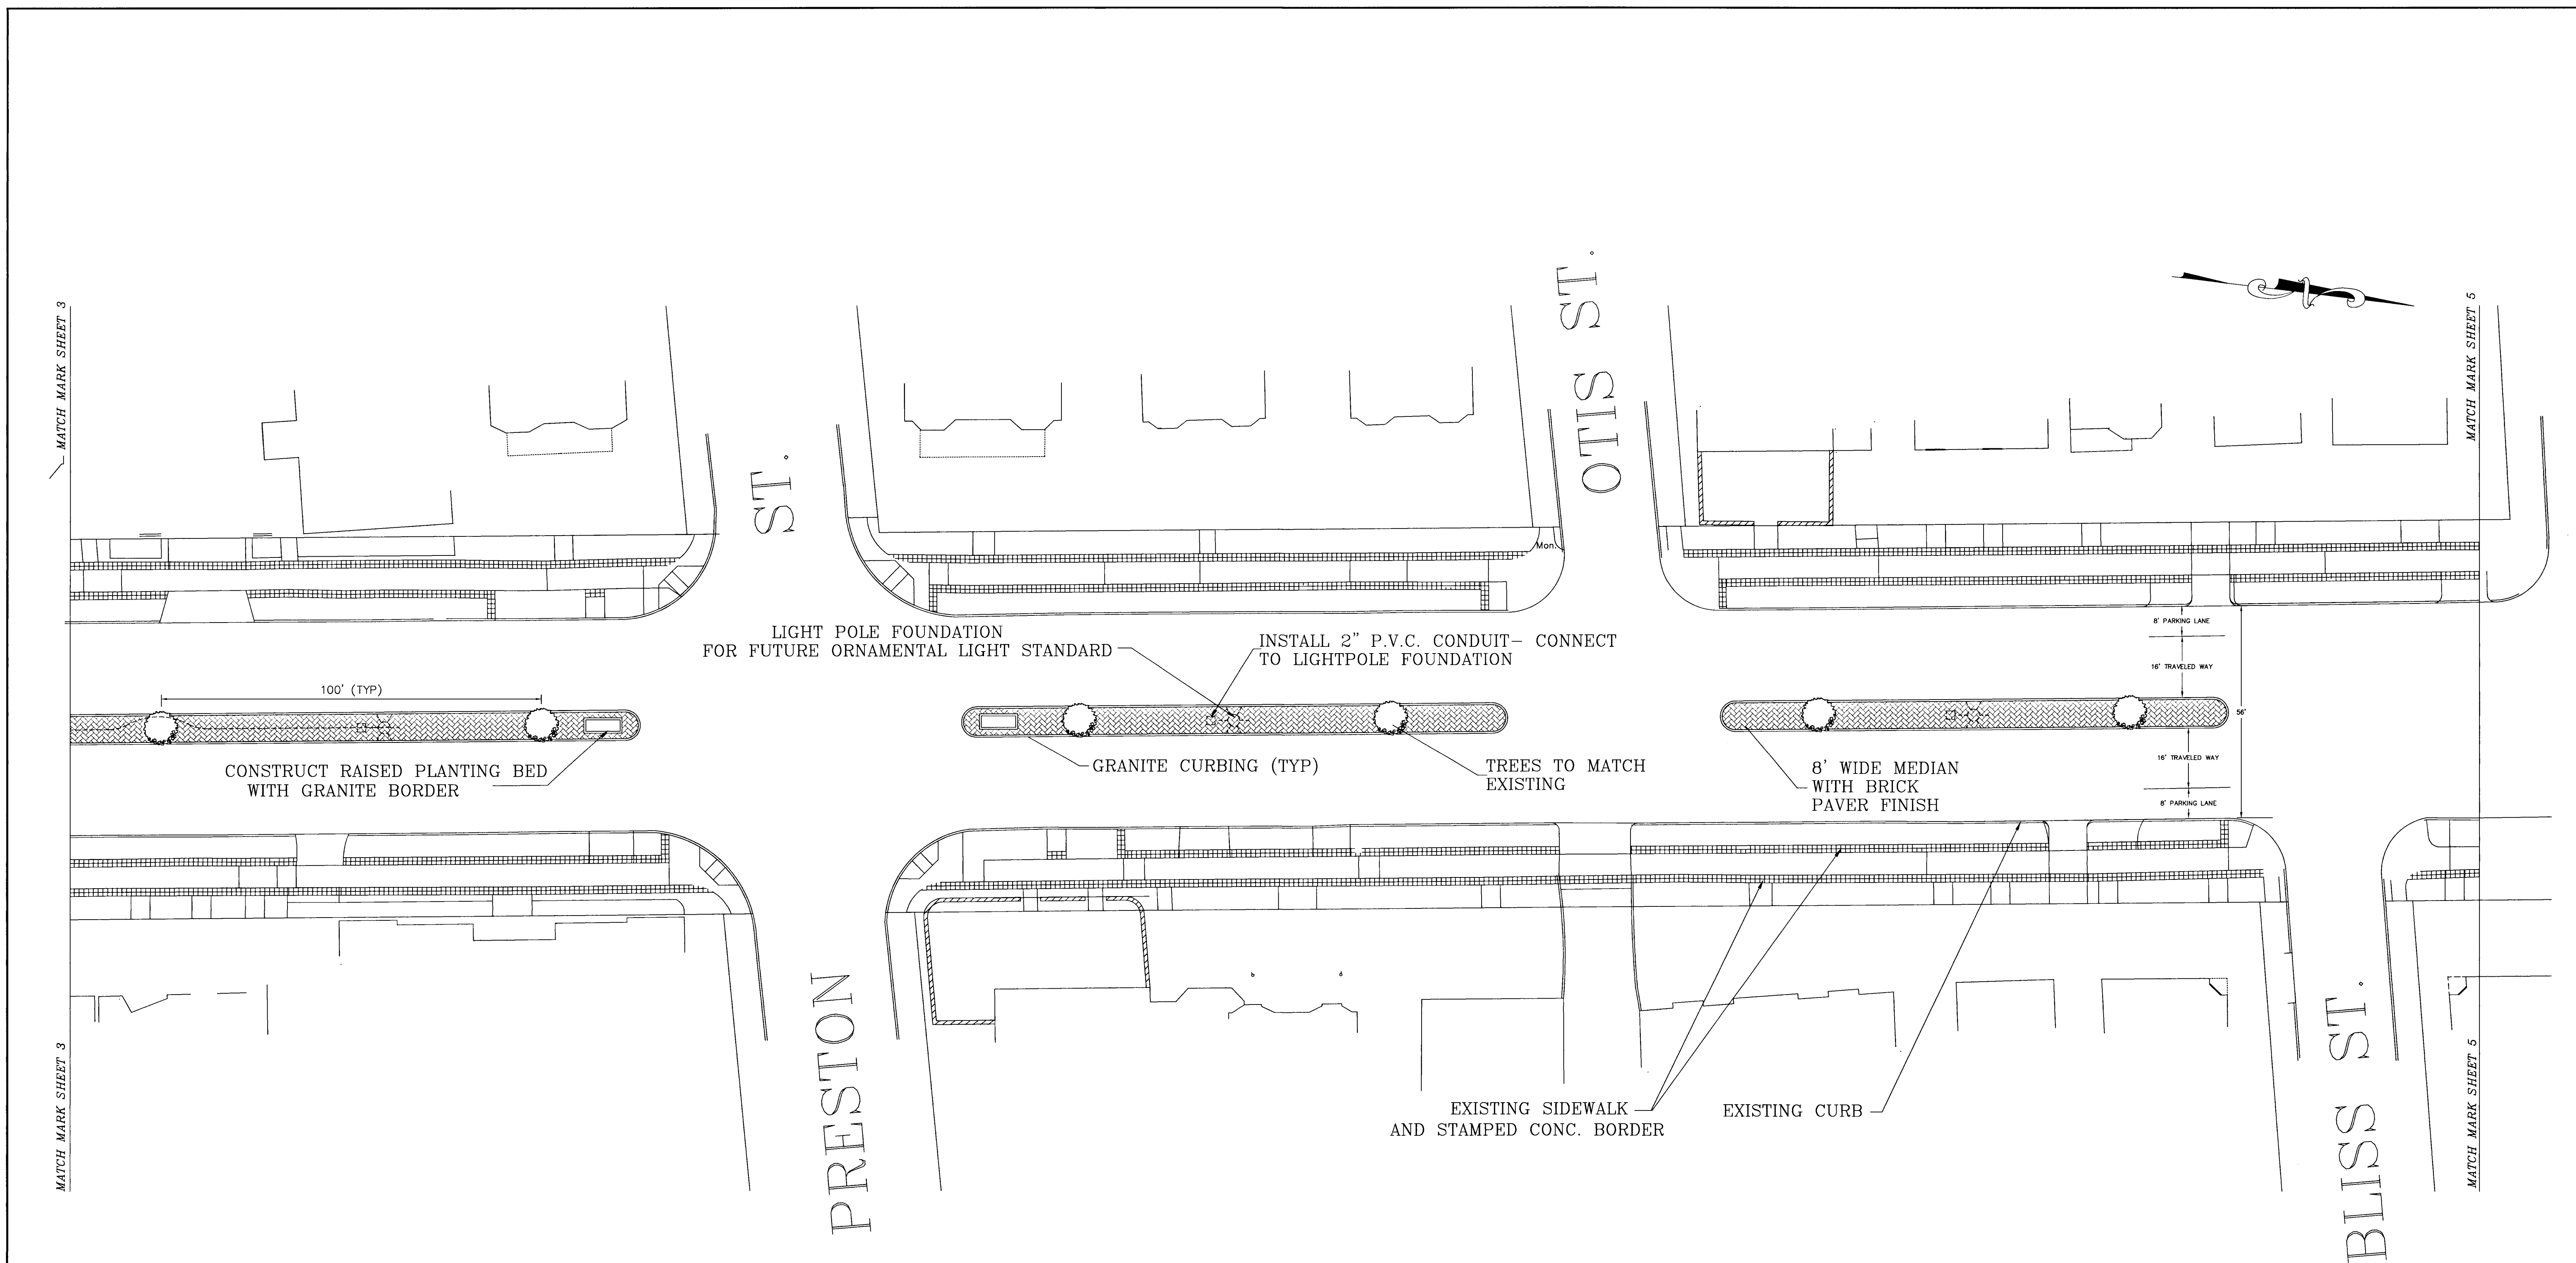 MATCH MARK SHEET 3
ST.
OTIS ST.
MATCH MARK SHEET 5
Mon.
LIGHT POLE FOUNDATION
FOR FUTURE ORNAMENTAL LIGHT STANDARD
INSTALL 2" P.V.C. CONDUIT- CONNECT
TO LIGHTPOLE FOUNDATION
8' PARKING LANE
16' TRAVELED WAY
100' (TYP)
56'
CONSTRUCT RAISED PLANTING BED
WITH GRANITE BORDER
GRANITE CURBING (TYP)
TREES TO MATCH
EXISTING
8' WIDE MEDIAN
WITH BRICK
PAVER FINISH
16' TRAVELED WAY
8' PARKING LANE
MATCH MARK SHEET 3
PRESTON
EXISTING SIDEWALK
AND STAMPED CONC. BORDER
EXISTING CURB
BLISS ST.
MATCH MARK SHEET 5